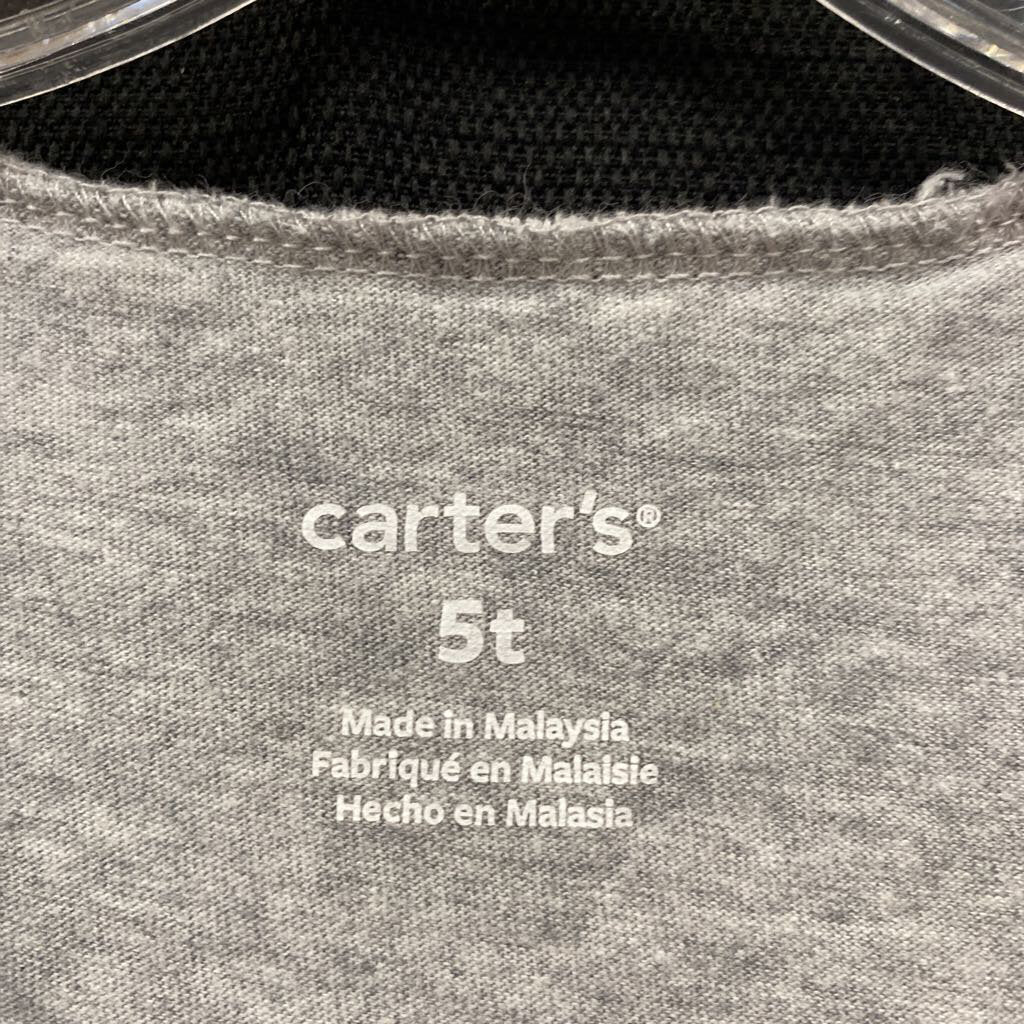 carter's®
5t
Made in Malaysia
Fabriqué en Malaisie
Hecho en Malasia